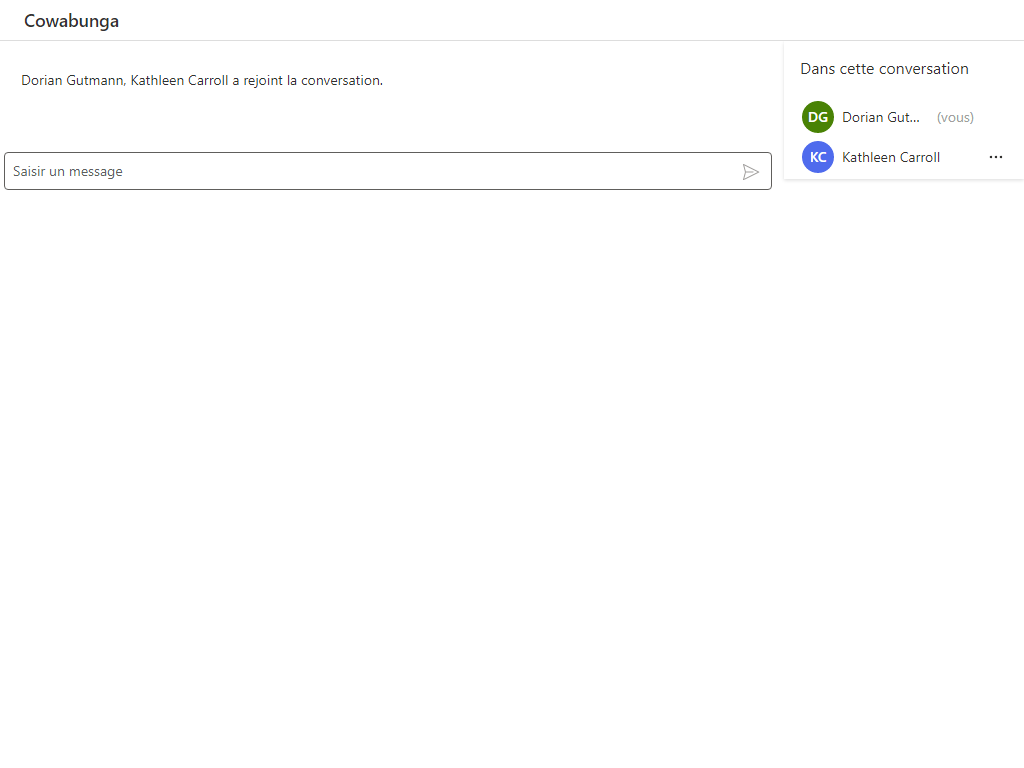 Cowabunga
Dorian Gutmann, Kathleen Carroll a rejoint la conversation.
Saisir un message
Dans cette conversation
DG Dorian Gut... (vous)
KC Kathleen Carroll